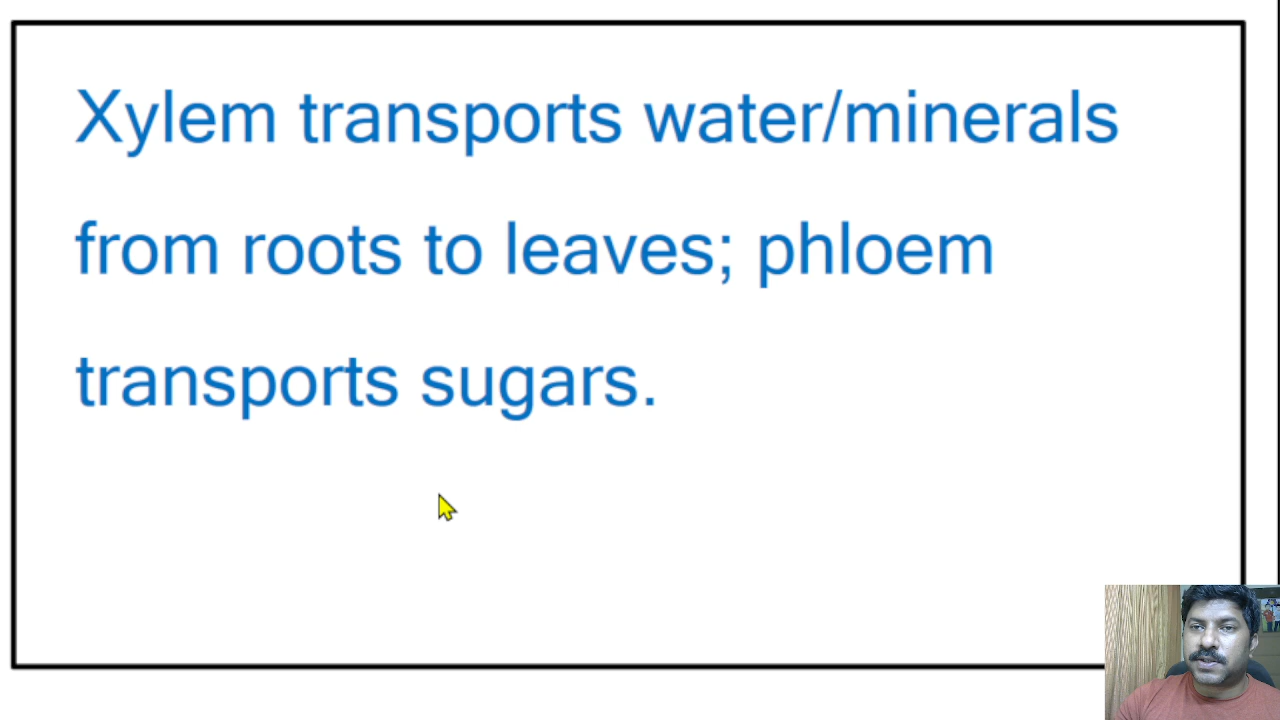 Xylem transports water/minerals
from roots to leaves; phloem
transports sugars.